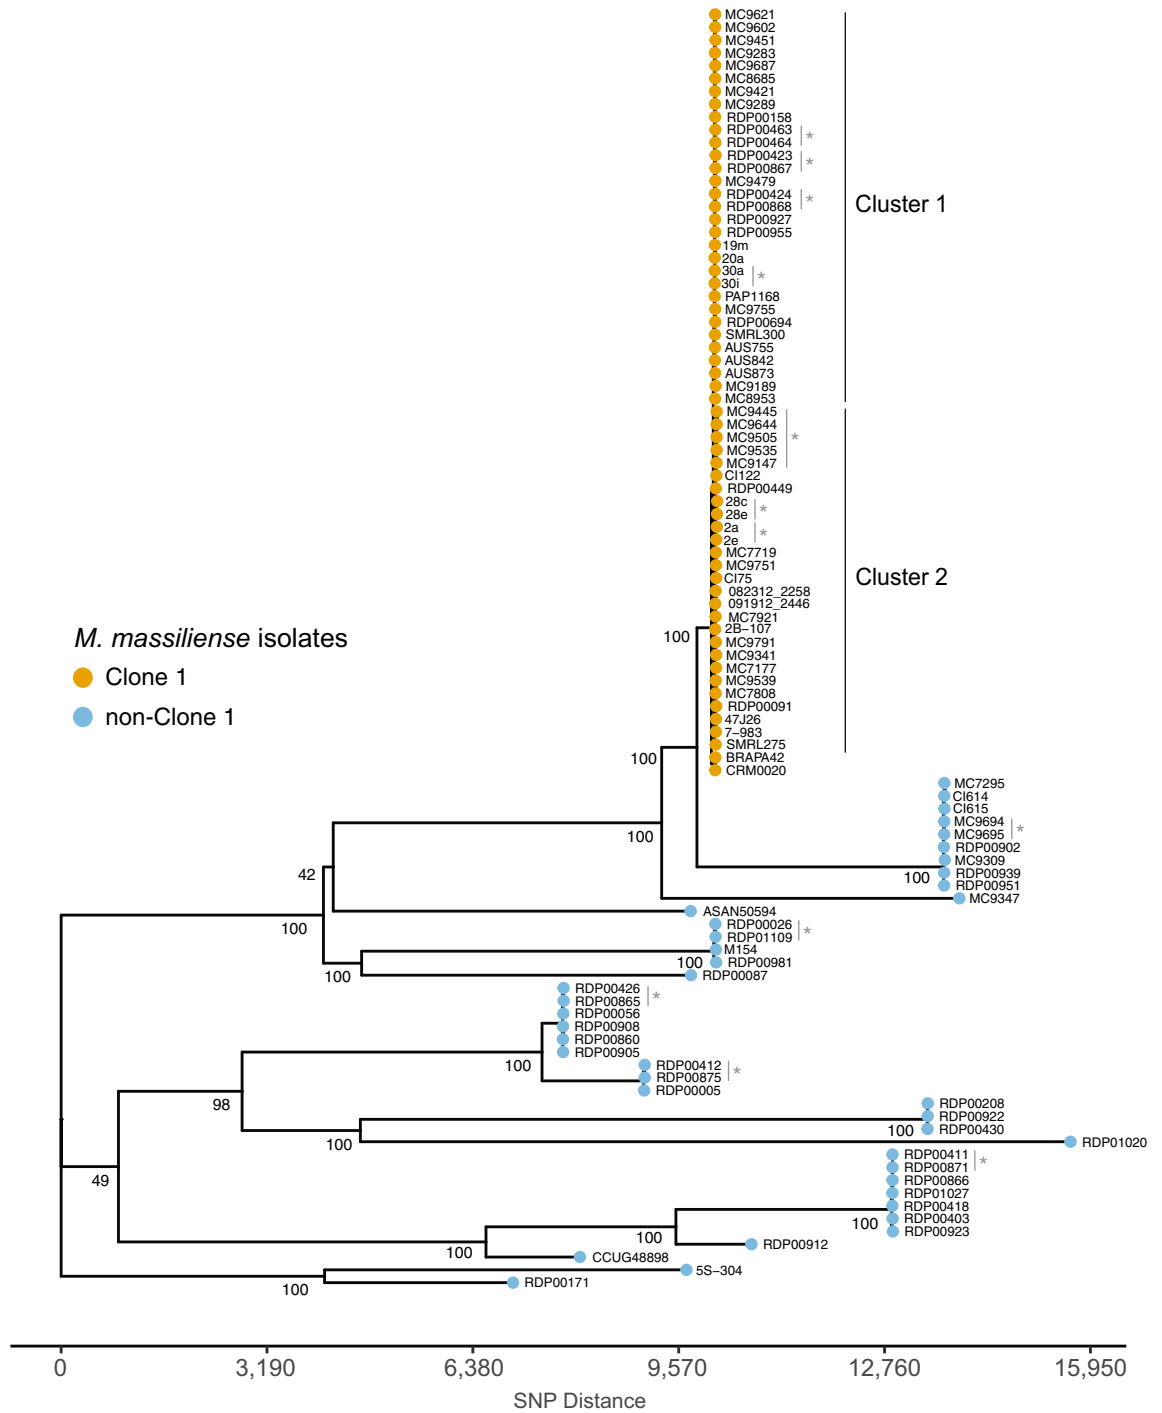 MC9621
MC9602
MC9451
MC9283
MC9687
MC8685
MC9421
MC9289
RDP00158
RDP00463
RDP00464 *
RDP00423
RDP00867 *
MC9479
RDP00424
RDP00868 *
Cluster 1
RDP00927
RDP00955
19m
20a
30a
30i *
PAP1168
MC9755
RDP00694
SMRL300
AUS755
AUS842
AUS873
MC9189
MC8953
MC9445
MC9644
MC9505 *
MC9535
MC9147
CI122
RDP00449
28c
28e *
2a
2e *
MC7719
MC9751
CI75
Cluster 2
082312_2258
091912_2446
MC7921
2B−107
100
MC9791
MC9341
MC7177
MC9539
MC7808
RDP00091
47J26
7−983
SMRL275
BRAPA42
CRM0020
M. massiliense isolates
Clone 1
non-Clone 1
100
MC7295
CI614
CI615
MC9694
MC9695 *
100
RDP00902
MC9309
RDP00939
100
RDP00951
MC9347
42
ASAN50594
RDP00026
100
RDP01109 *
M154
100 RDP00981
100
RDP00087
RDP00426
RDP00865 *
RDP00056
RDP00908
RDP00860
RDP00905
100
RDP00412
RDP00875 *
RDP00005
98
RDP00208
RDP00922
100 RDP00430
100
RDP01020
RDP00411
RDP00871 *
49
RDP00866
RDP01027
RDP00418
RDP00403
100
RDP00923
100
RDP00912
100
CCUG48898
5S−304
100
RDP00171
0 3,190 6,380 9,570 12,760 15,950
SNP Distance